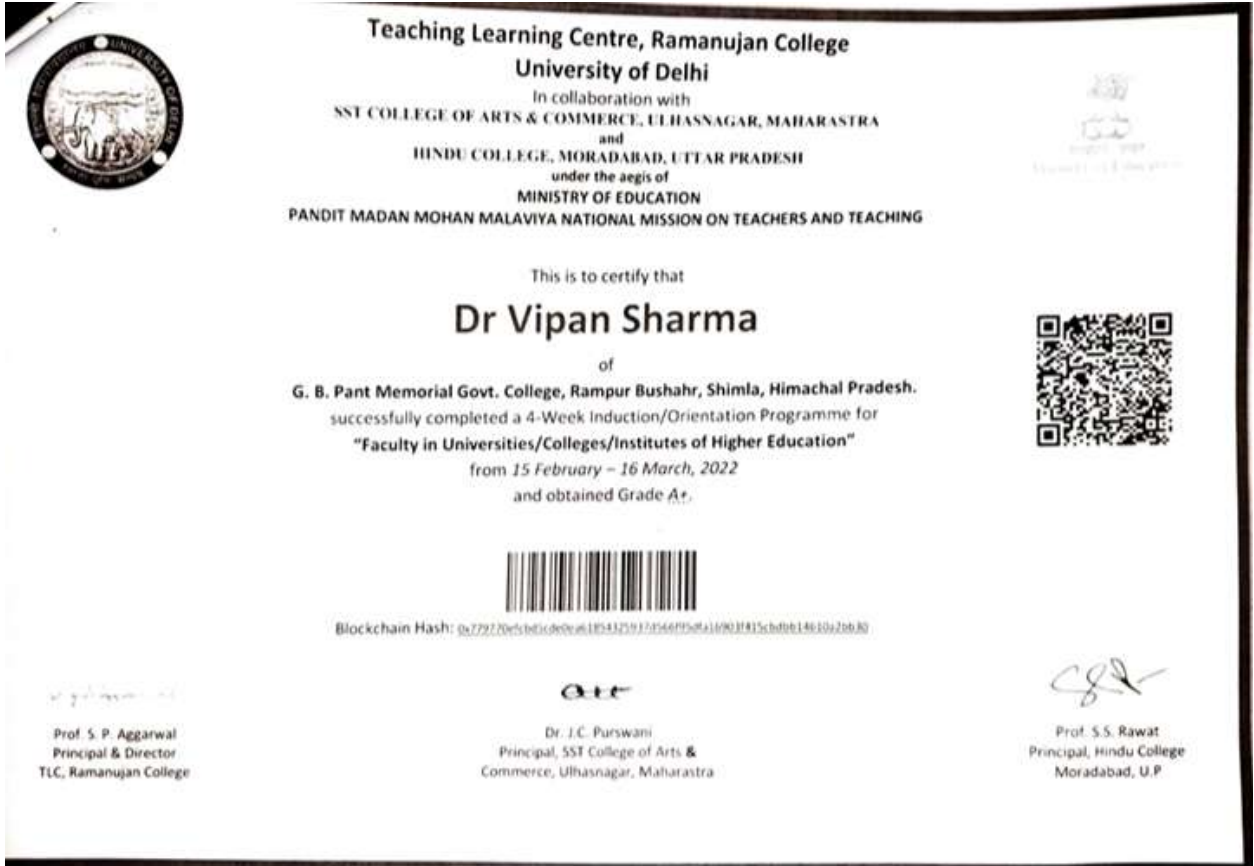 UNIVERSITY OF DELHI
Teaching Learning Centre, Ramanujan College
University of Delhi
In collaboration with
SST COLLEGE OF ARTS & COMMERCE, ULHASNAGAR, MAHARASTRA
and
HINDU COLLEGE, MORADABAD, UTTAR PRADESH
under the aegis of
MINISTRY OF EDUCATION
PANDIT MADAN MOHAN MALAVIYA NATIONAL MISSION ON TEACHERS AND TEACHING
This is to certify that
Dr Vipan Sharma
of
G. B. Pant Memorial Govt. College, Rampur Bushahr, Shimla, Himachal Pradesh.
successfully completed a 4-Week Induction/Orientation Programme for
"Faculty in Universities/Colleges/Institutes of Higher Education"
from 15 February – 16 March, 2022
and obtained Grade A+.
Blockchain Hash:
Prof. S. P. Aggarwal
Principal & Director
TLC, Ramanujan College
Dr. J.C. Purswani
Principal, SST College of Arts &
Commerce, Ulhasnagar, Maharastra
Prof. S.S. Rawat
Principal, Hindu College
Moradabad, U.P